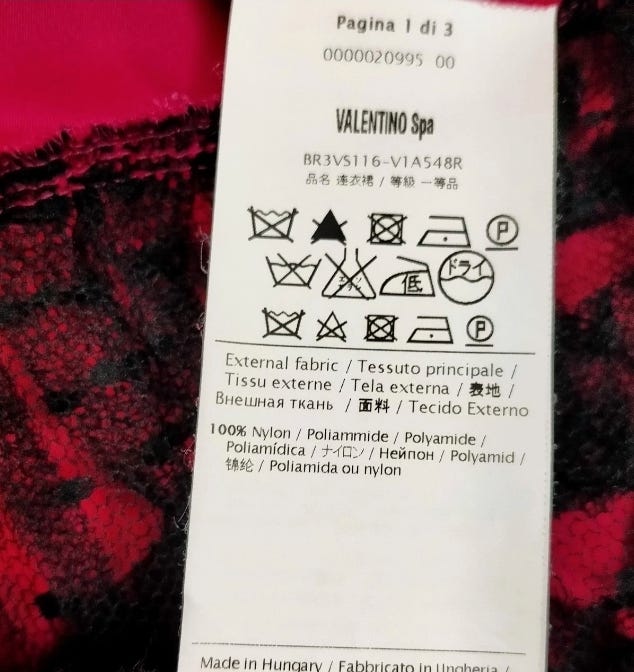 Pagina 1 di 3
0000020995 00
VALENTINO Spa
BR3VS116-V1A548R
品名 連衣裙 / 等級 一等品
P
低 ドライ
P
External fabric / Tessuto principale /
Tissu externe / Tela externa / 表地 /
Внешная ткань / 面料 / Tecido Externo
100% Nylon / Poliammide / Polyamide /
Poliamídica / ナイロン / Нейпон / Polyamid /
锦纶 / Poliamida ou nylon
Made in Hungary / Fabbricato in Ungheria /